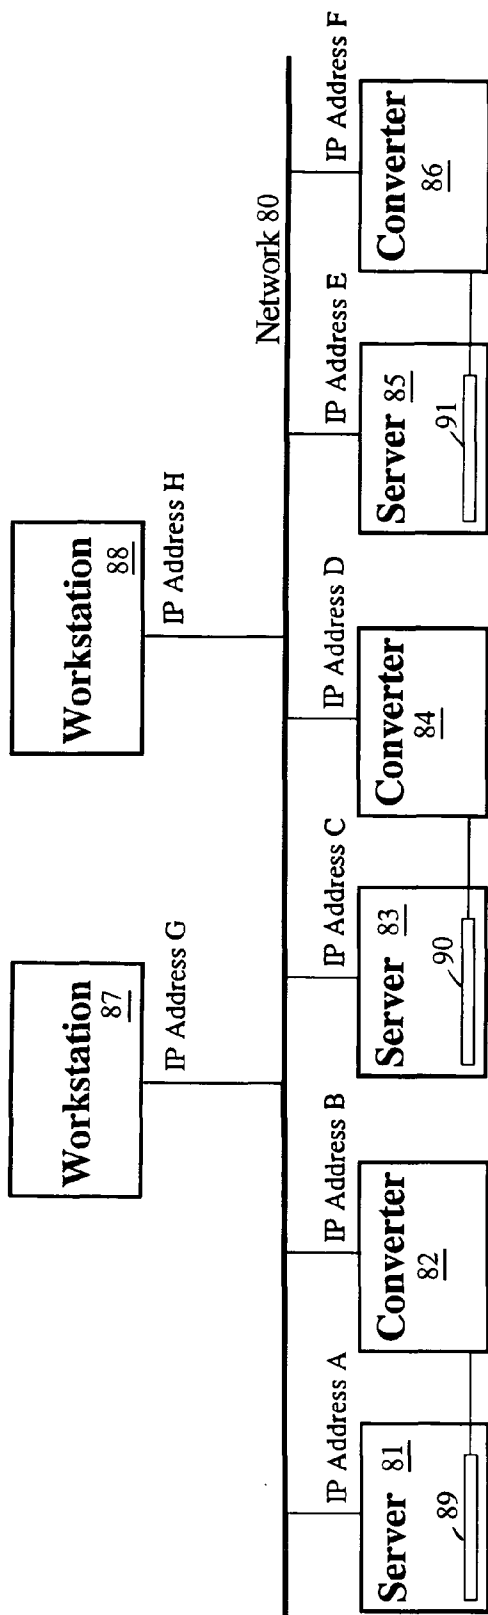 Workstation
87
Workstation
88
IP Address G
IP Address H
Network 80
IP Address A
IP Address B
IP Address C
IP Address D
IP Address E
IP Address F
Server 81
89
Converter
82
Server 83
90
Converter
84
Server 85
91
Converter
86